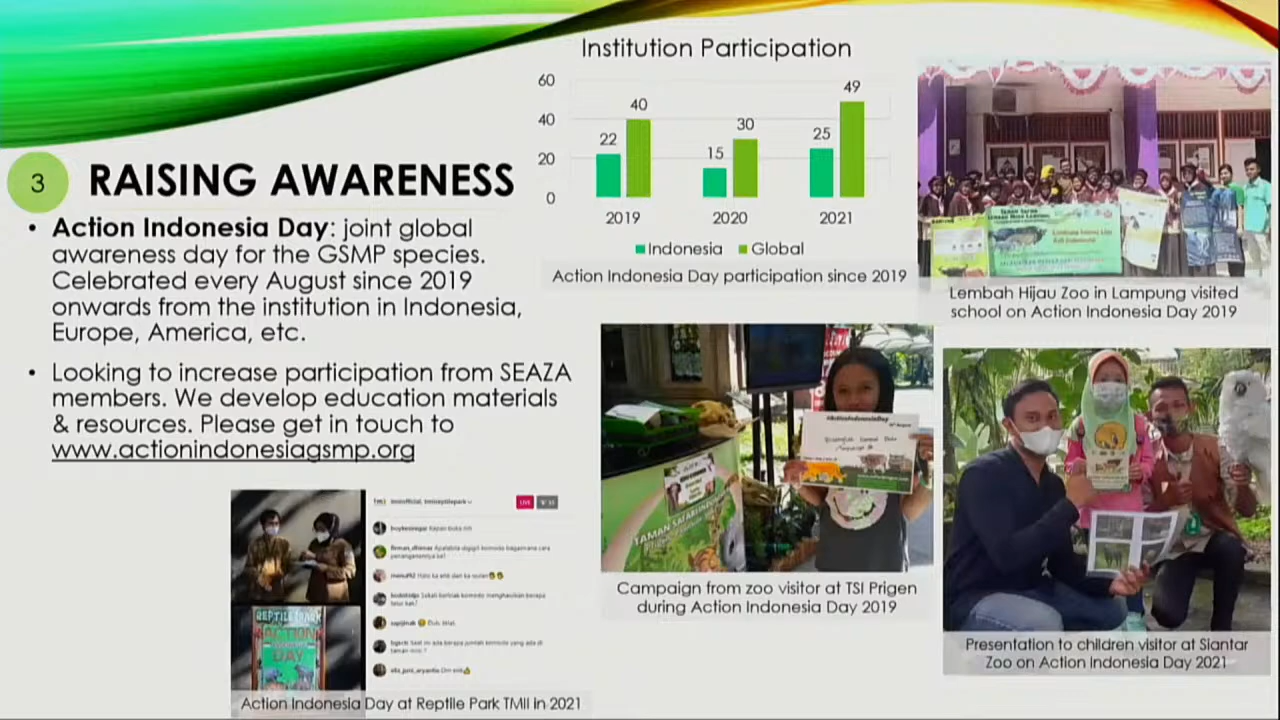 Institution Participation
60
40
20
0
22
40
15
30
25
49
2019
2020
2021
Indonesia
Global
Action Indonesia Day participation since 2019
3
RAISING AWARENESS
• Action Indonesia Day: joint global
awareness day for the GSMP species.
Celebrated every August since 2019
onwards from the institution in Indonesia,
Europe, America, etc.
• Looking to increase participation from SEAZA
members. We develop education materials
& resources. Please get in touch to
www.actionindonesiagsmp.org
Lembah Hijau Zoo in Lampung visited
school on Action Indonesia Day 2019
#ActionIndonesiaDay
TAMAN SAFARI
Campaign from zoo visitor at TSI Prigen
during Action Indonesia Day 2019
Presentation to children visitor at Siantar
Zoo on Action Indonesia Day 2021
LIVE
REPTILE PARK
ACTION
DAY
Action Indonesia Day at Reptile Park TMII in 2021